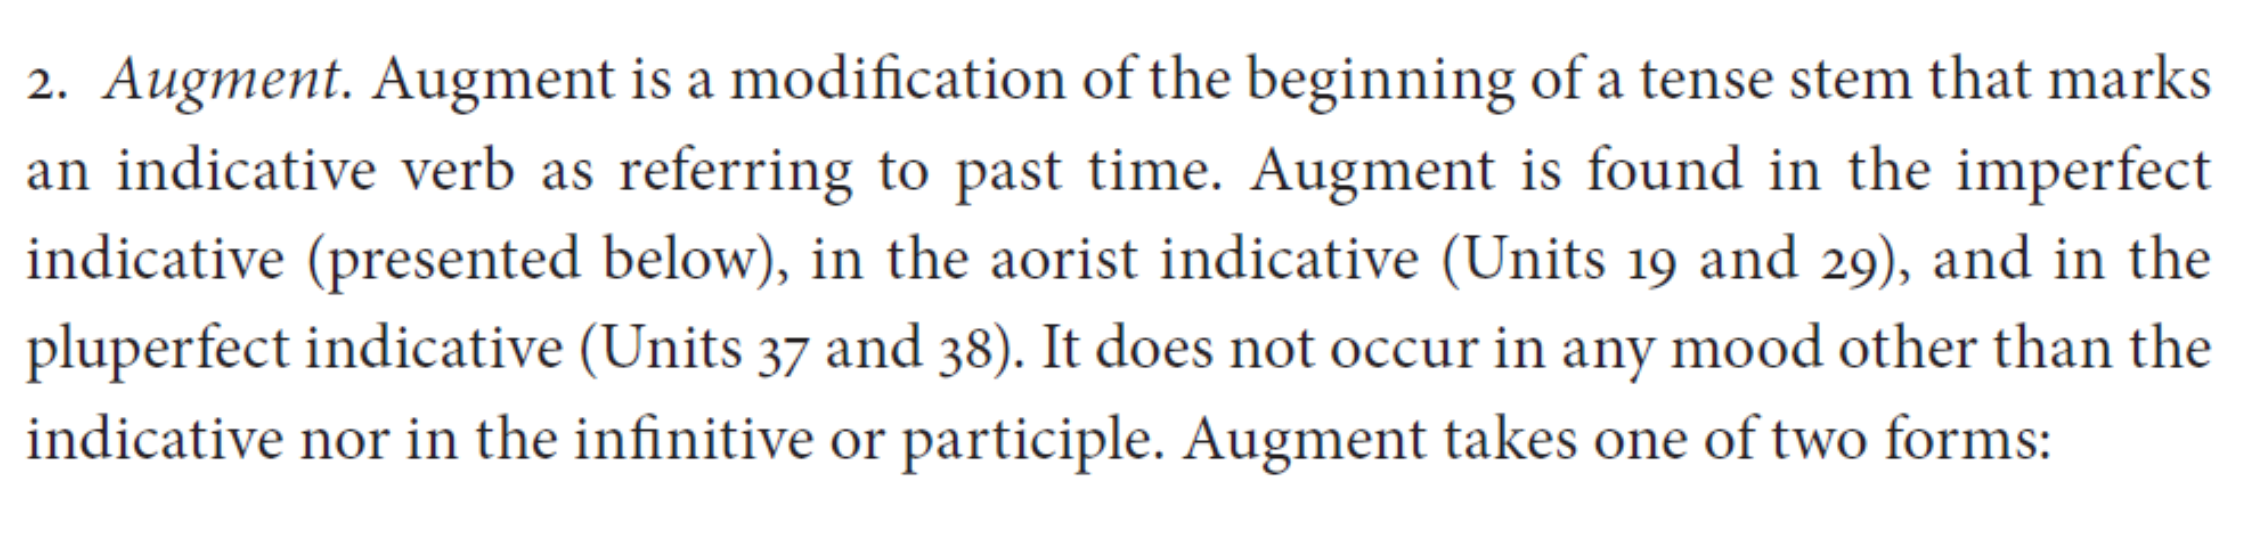 2. Augment. Augment is a modification of the beginning of a tense stem that marks
an indicative verb as referring to past time. Augment is found in the imperfect
indicative (presented below), in the aorist indicative (Units 19 and 29), and in the
pluperfect indicative (Units 37 and 38). It does not occur in any mood other than the
indicative nor in the infinitive or participle. Augment takes one of two forms: